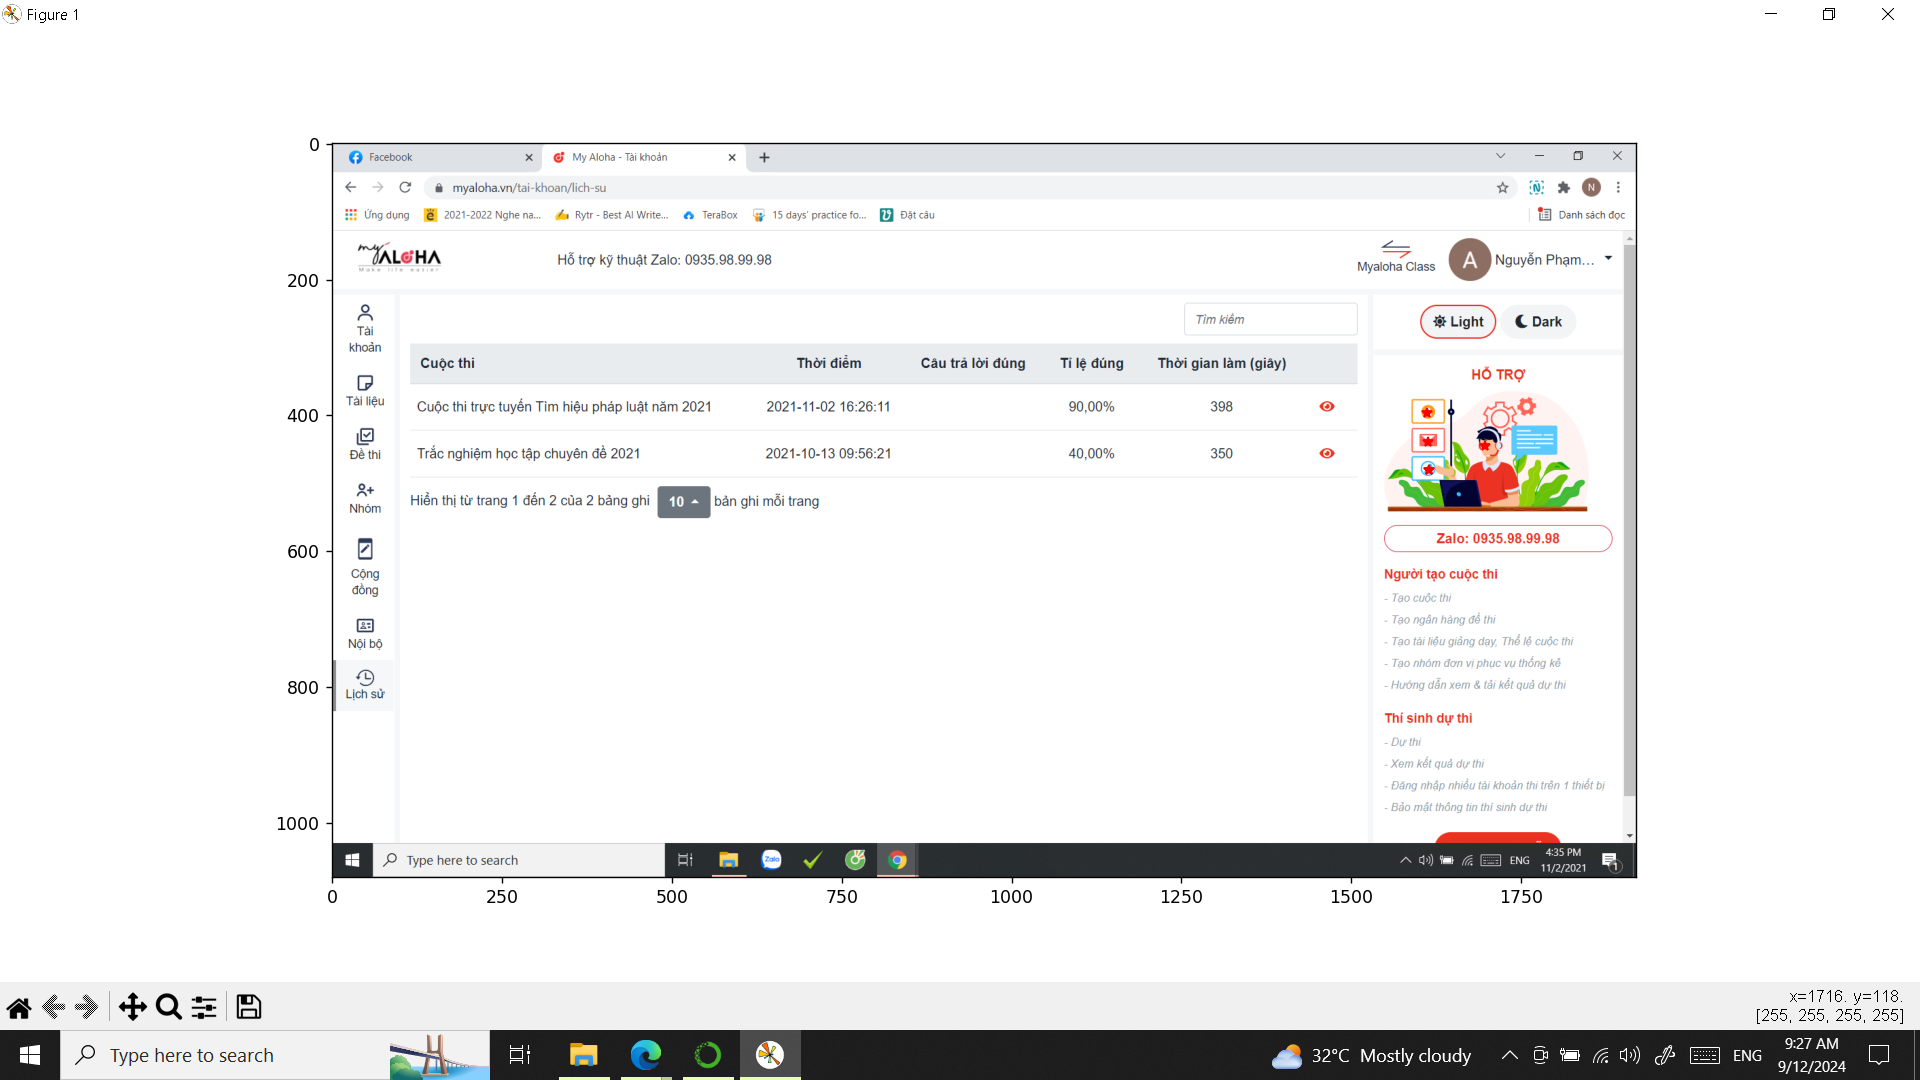 Figure 1
0
200
400
600
800
1000
0 250 500 750 1000 1250 1500 1750
Facebook
My Aloha - Tài khoản
myaloha.vn/tai-khoan/lich-su
Ứng dụng
2021-2022 Nghe na...
Rytr - Best AI Write...
TeraBox
15 days' practice fo...
Đặt câu
Danh sách đọc
my ALOHA
Make life easier
Hỗ trợ kỹ thuật Zalo: 0935.98.99.98
Myaloha Class
A
Nguyễn Phạm...
Tài khoản
Tài liệu
Đề thi
Nhóm
Cộng đồng
Nội bộ
Lịch sử
Tìm kiếm
Cuộc thi Thời điểm Câu trả lời đúng Tỉ lệ đúng Thời gian làm (giây)
Cuộc thi trực tuyến Tìm hiệu pháp luật năm 2021 2021-11-02 16:26:11 90,00% 398
Trắc nghiệm học tập chuyên đề 2021 2021-10-13 09:56:21 40,00% 350
Hiển thị từ trang 1 đến 2 của 2 bảng ghi 10 bản ghi mỗi trang
Light Dark
HỖ TRỢ
Zalo: 0935.98.99.98
Người tạo cuộc thi
- Tạo cuộc thi
- Tạo ngân hàng đề thi
- Tạo tài liệu giảng dạy, Thể lệ cuộc thi
- Tạo nhóm đơn vị phục vụ thống kê
- Hướng dẫn xem & tải kết quả dự thi
Thí sinh dự thi
- Dự thi
- Xem kết quả dự thi
- Đăng nhập nhiều tài khoản thi trên 1 thiết bị
- Bảo mật thông tin thí sinh dự thi
Type here to search
Zalo
ENG
4:35 PM
11/2/2021
1
x=1716. y=118.
[255, 255, 255, 255]
Type here to search
32°C Mostly cloudy
ENG
9:27 AM
9/12/2024